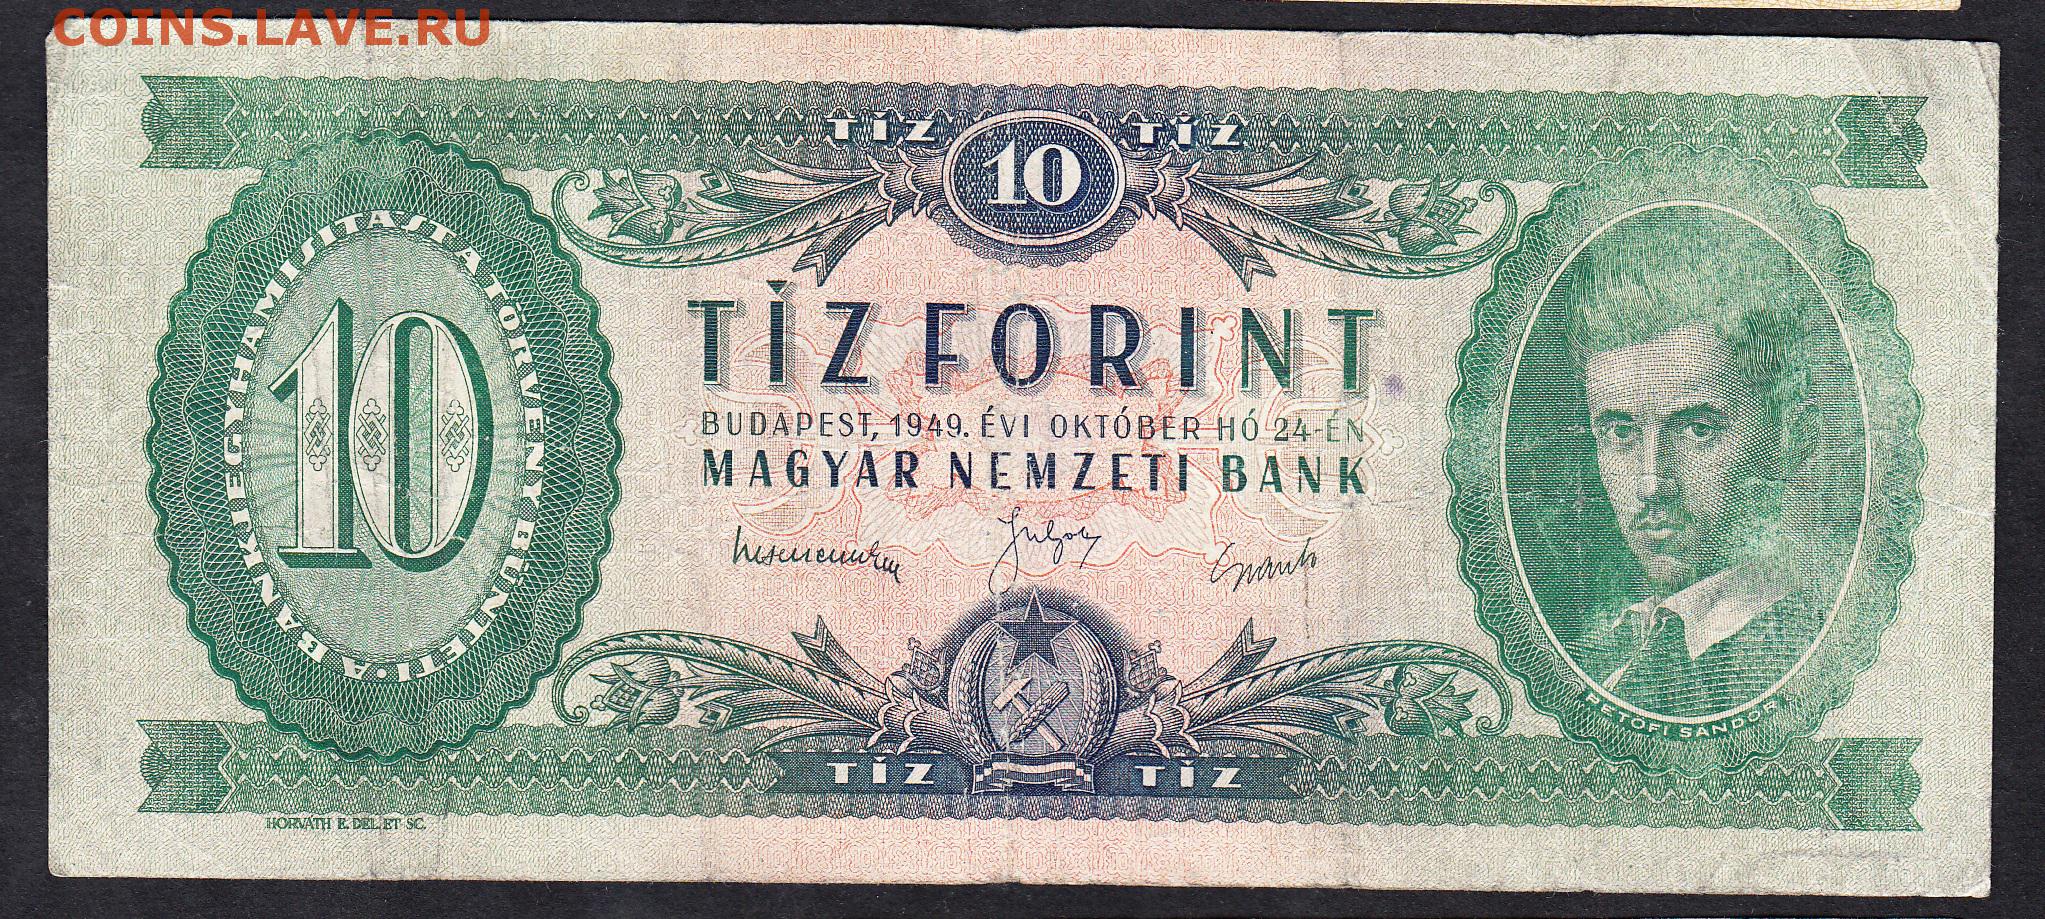 COINS.LAVE.RU
TÍZ 10 TÍZ
A BANKJEGYHAMISITÁST A TÖRVÉNY BÜNTETI.
10
TÍZ FORINT
BUDAPEST, 1949. ÉVI OKTÓBER HÓ 24-ÉN
MAGYAR NEMZETI BANK
PETŐFI SÁNDOR
TÍZ TÍZ
HORVÁTH E. DEL. ET SC.